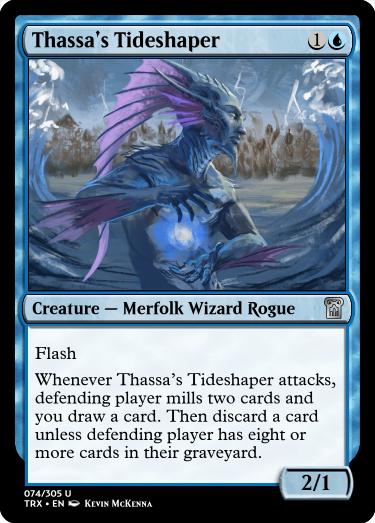 Thassa's Tideshaper 1
Creature — Merfolk Wizard Rogue
Flash
Whenever Thassa's Tideshaper attacks,
defending player mills two cards and
you draw a card. Then discard a card
unless defending player has eight or
more cards in their graveyard.
2/1
074/305 U
TRX • EN Kevin McKenna